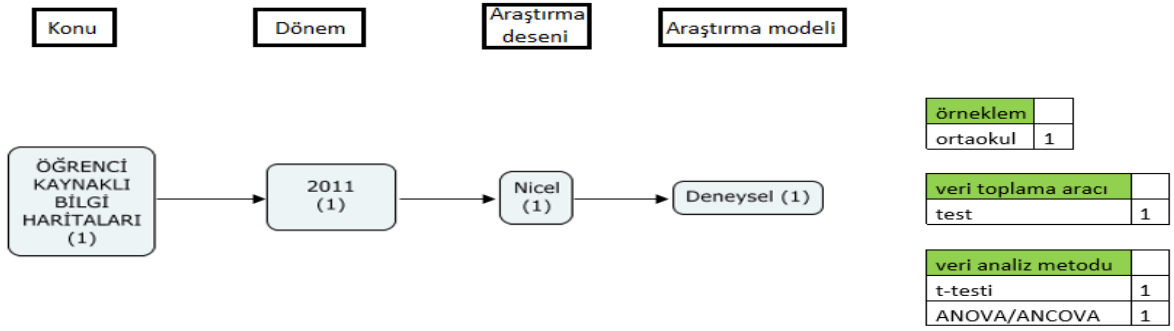 Konu
Dönem
Araştırma
deseni
Araştırma modeli
ÖĞRENCİ
KAYNAKLI
BİLGİ
HARİTALARI
(1)
2011
(1)
Nicel
(1)
Deneysel (1)
örneklem
ortaokul 1
veri toplama aracı
test 1
veri analiz metodu
t-testi 1
ANOVA/ANCOVA 1